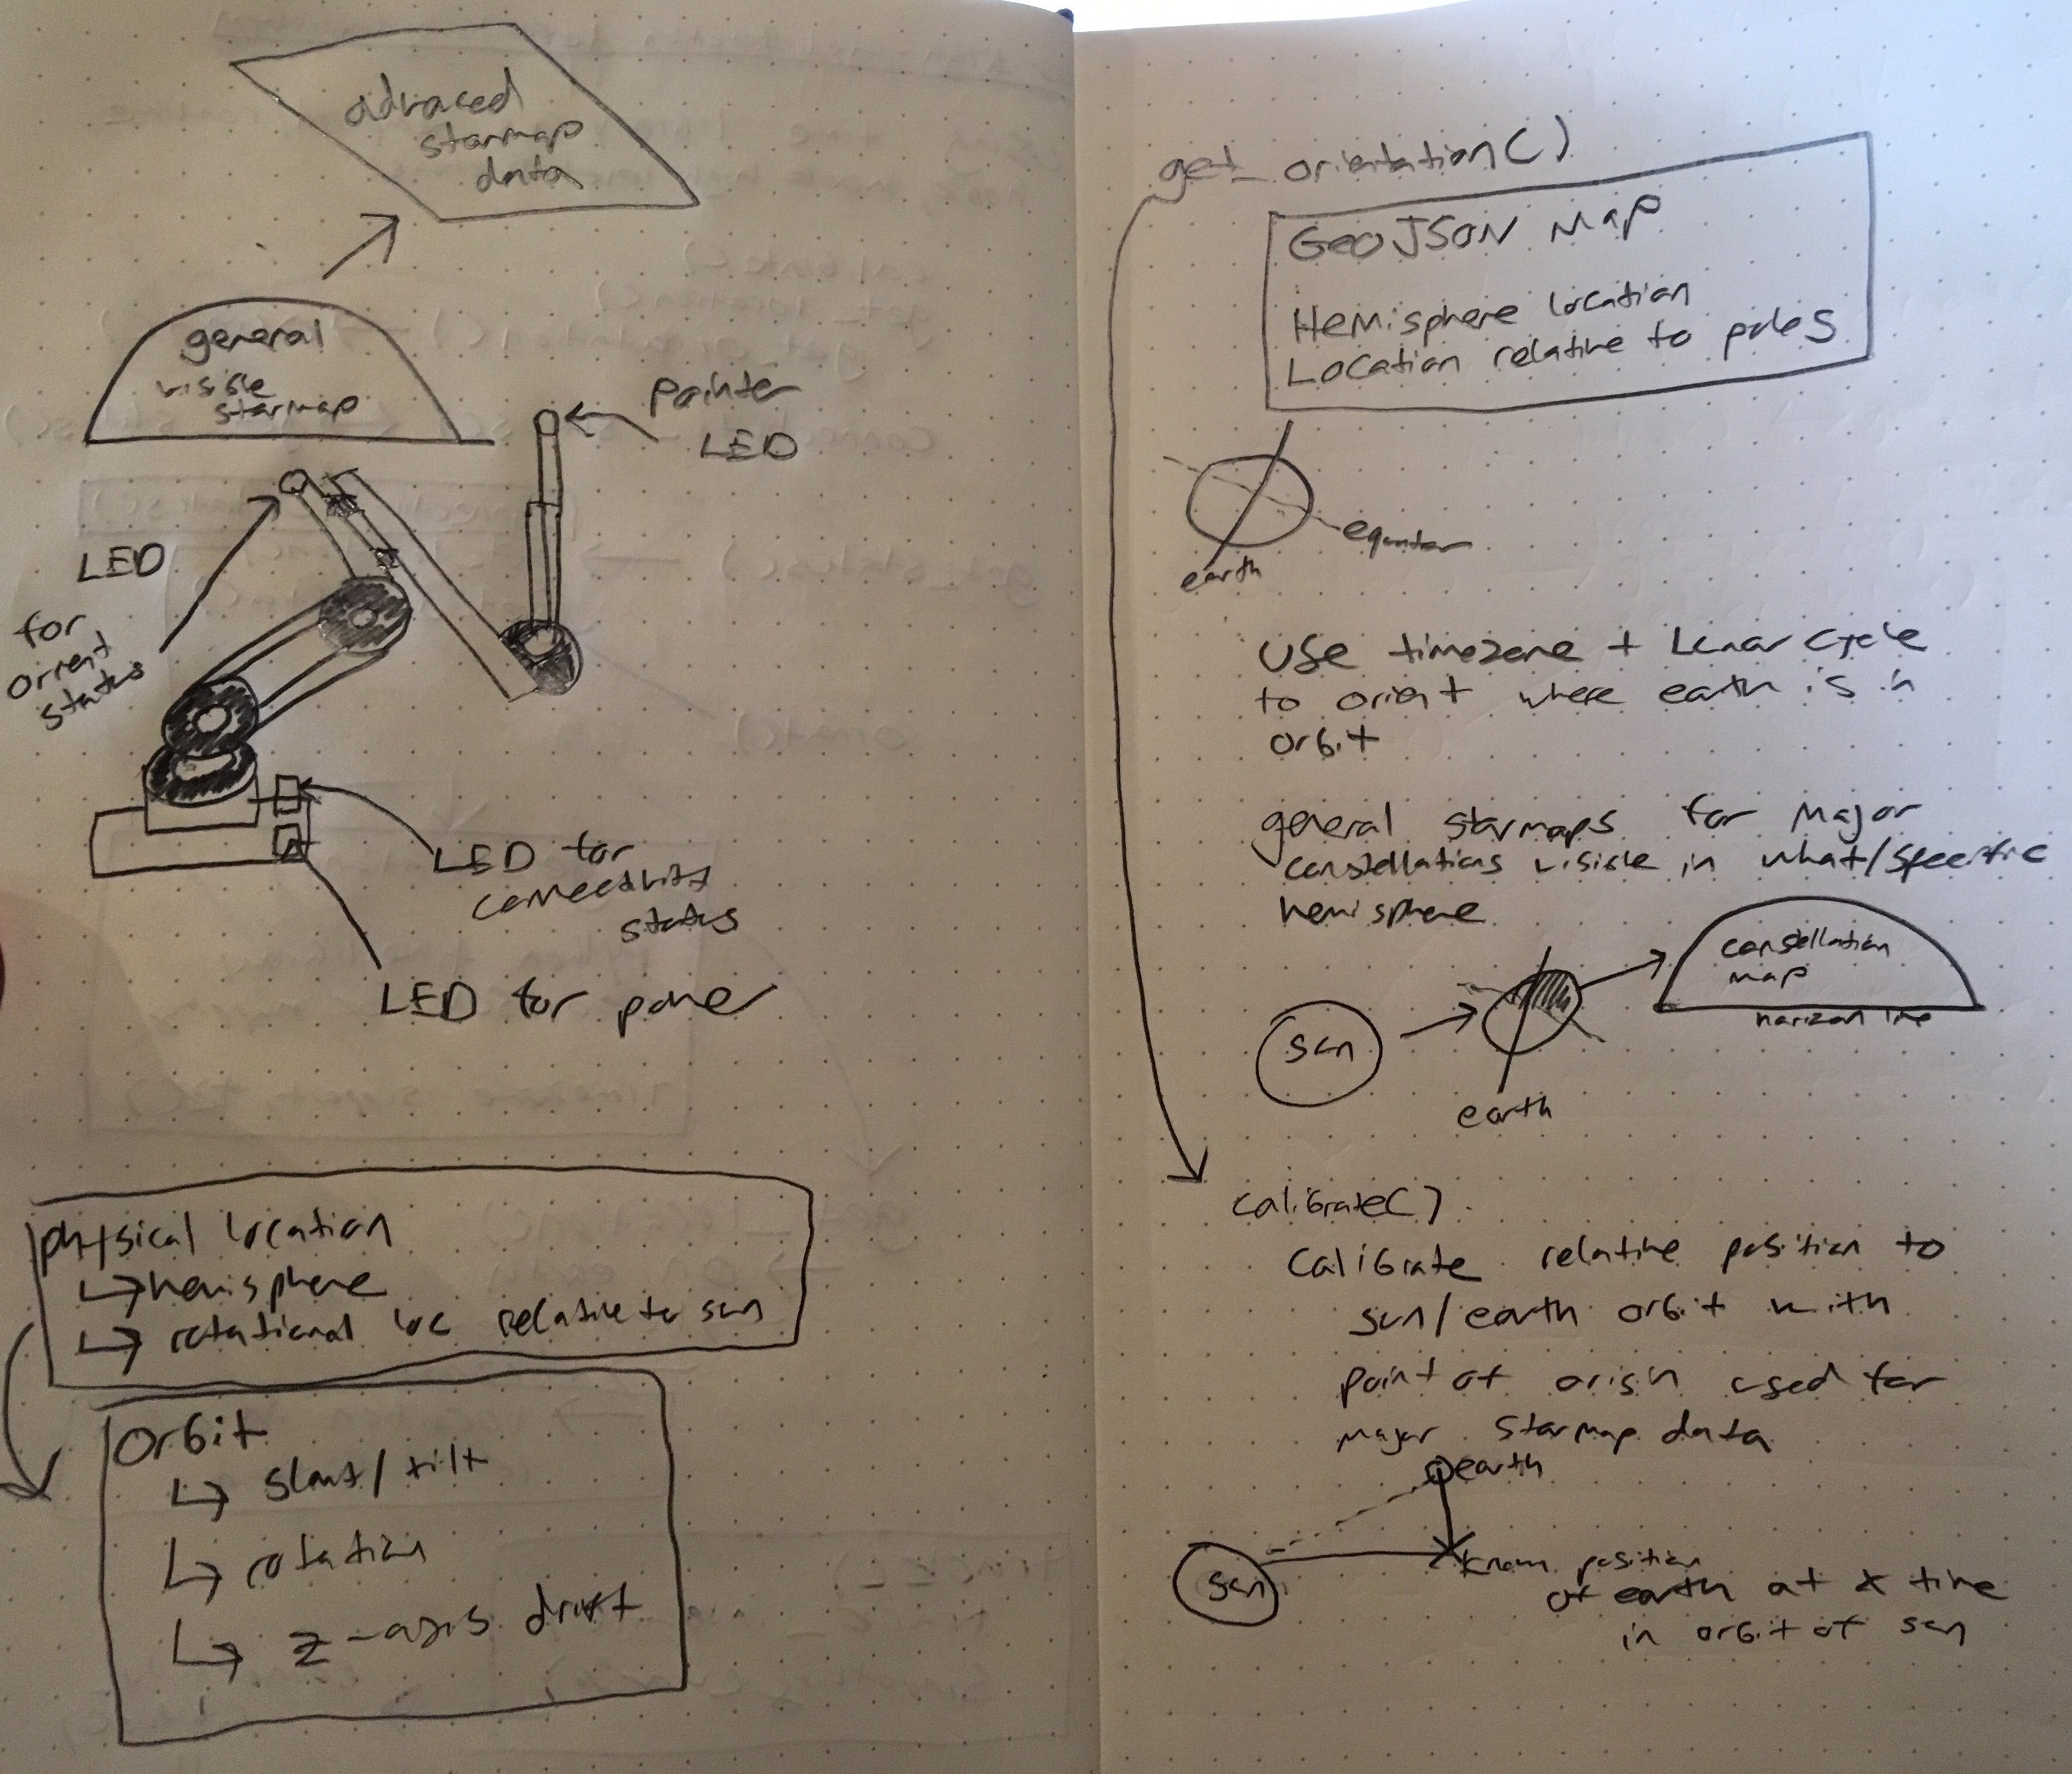 advaced
starmap
data
general
visible
starmap
pointer
LED
LED
for
orient
status
LED for
connectivity
status
LED for power
physical location
↳ hemisphere
↳ rotational loc relative to sun
Orbit
↳ slant/tilt
↳ rotation
↳ z-axis drift
get_orientation()
GeoJSON Map
Hemisphere location
Location relative to poles
equator
earth
Use timezone + Lunar cycle
to orient where earth is in
orbit
general starmaps for major
constellations visible in what/specific
hemisphere
constellation
map
horizon line
sun
earth
calibrate()
Calibrate relative position to
sun/earth orbit with
point of origin used for
major starmap data
earth
sun
known position
of earth at x time
in orbit of sun